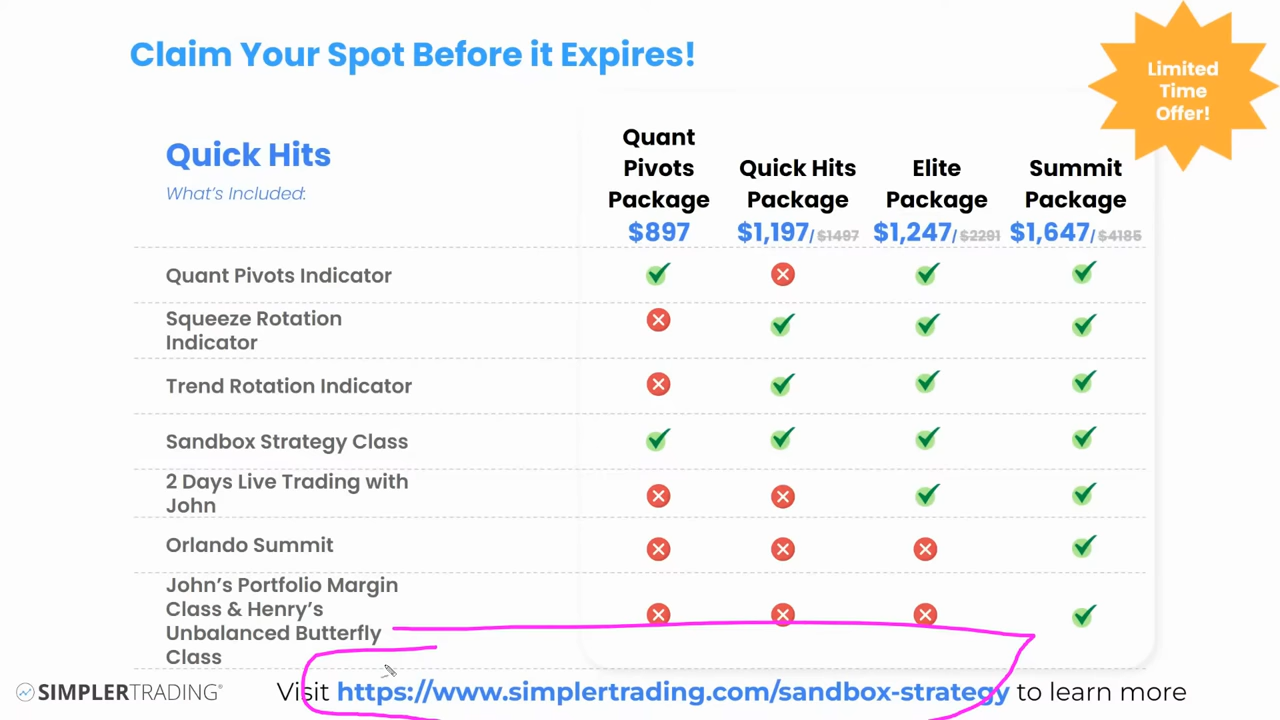 Claim Your Spot Before it Expires!
Limited
Time
Offer!
Quick Hits
What's Included:
Quant
Pivots
Package
$897
Quick Hits
Package
$1,197/ $1497
Elite
Package
$1,247/ $2291
Summit
Package
$1,647/ $4185
Quant Pivots Indicator
Squeeze Rotation
Indicator
Trend Rotation Indicator
Sandbox Strategy Class
2 Days Live Trading with
John
Orlando Summit
John's Portfolio Margin
Class & Henry's
Unbalanced Butterfly
Class
SIMPLERTRADING®
Visit https://www.simplertrading.com/sandbox-strategy to learn more